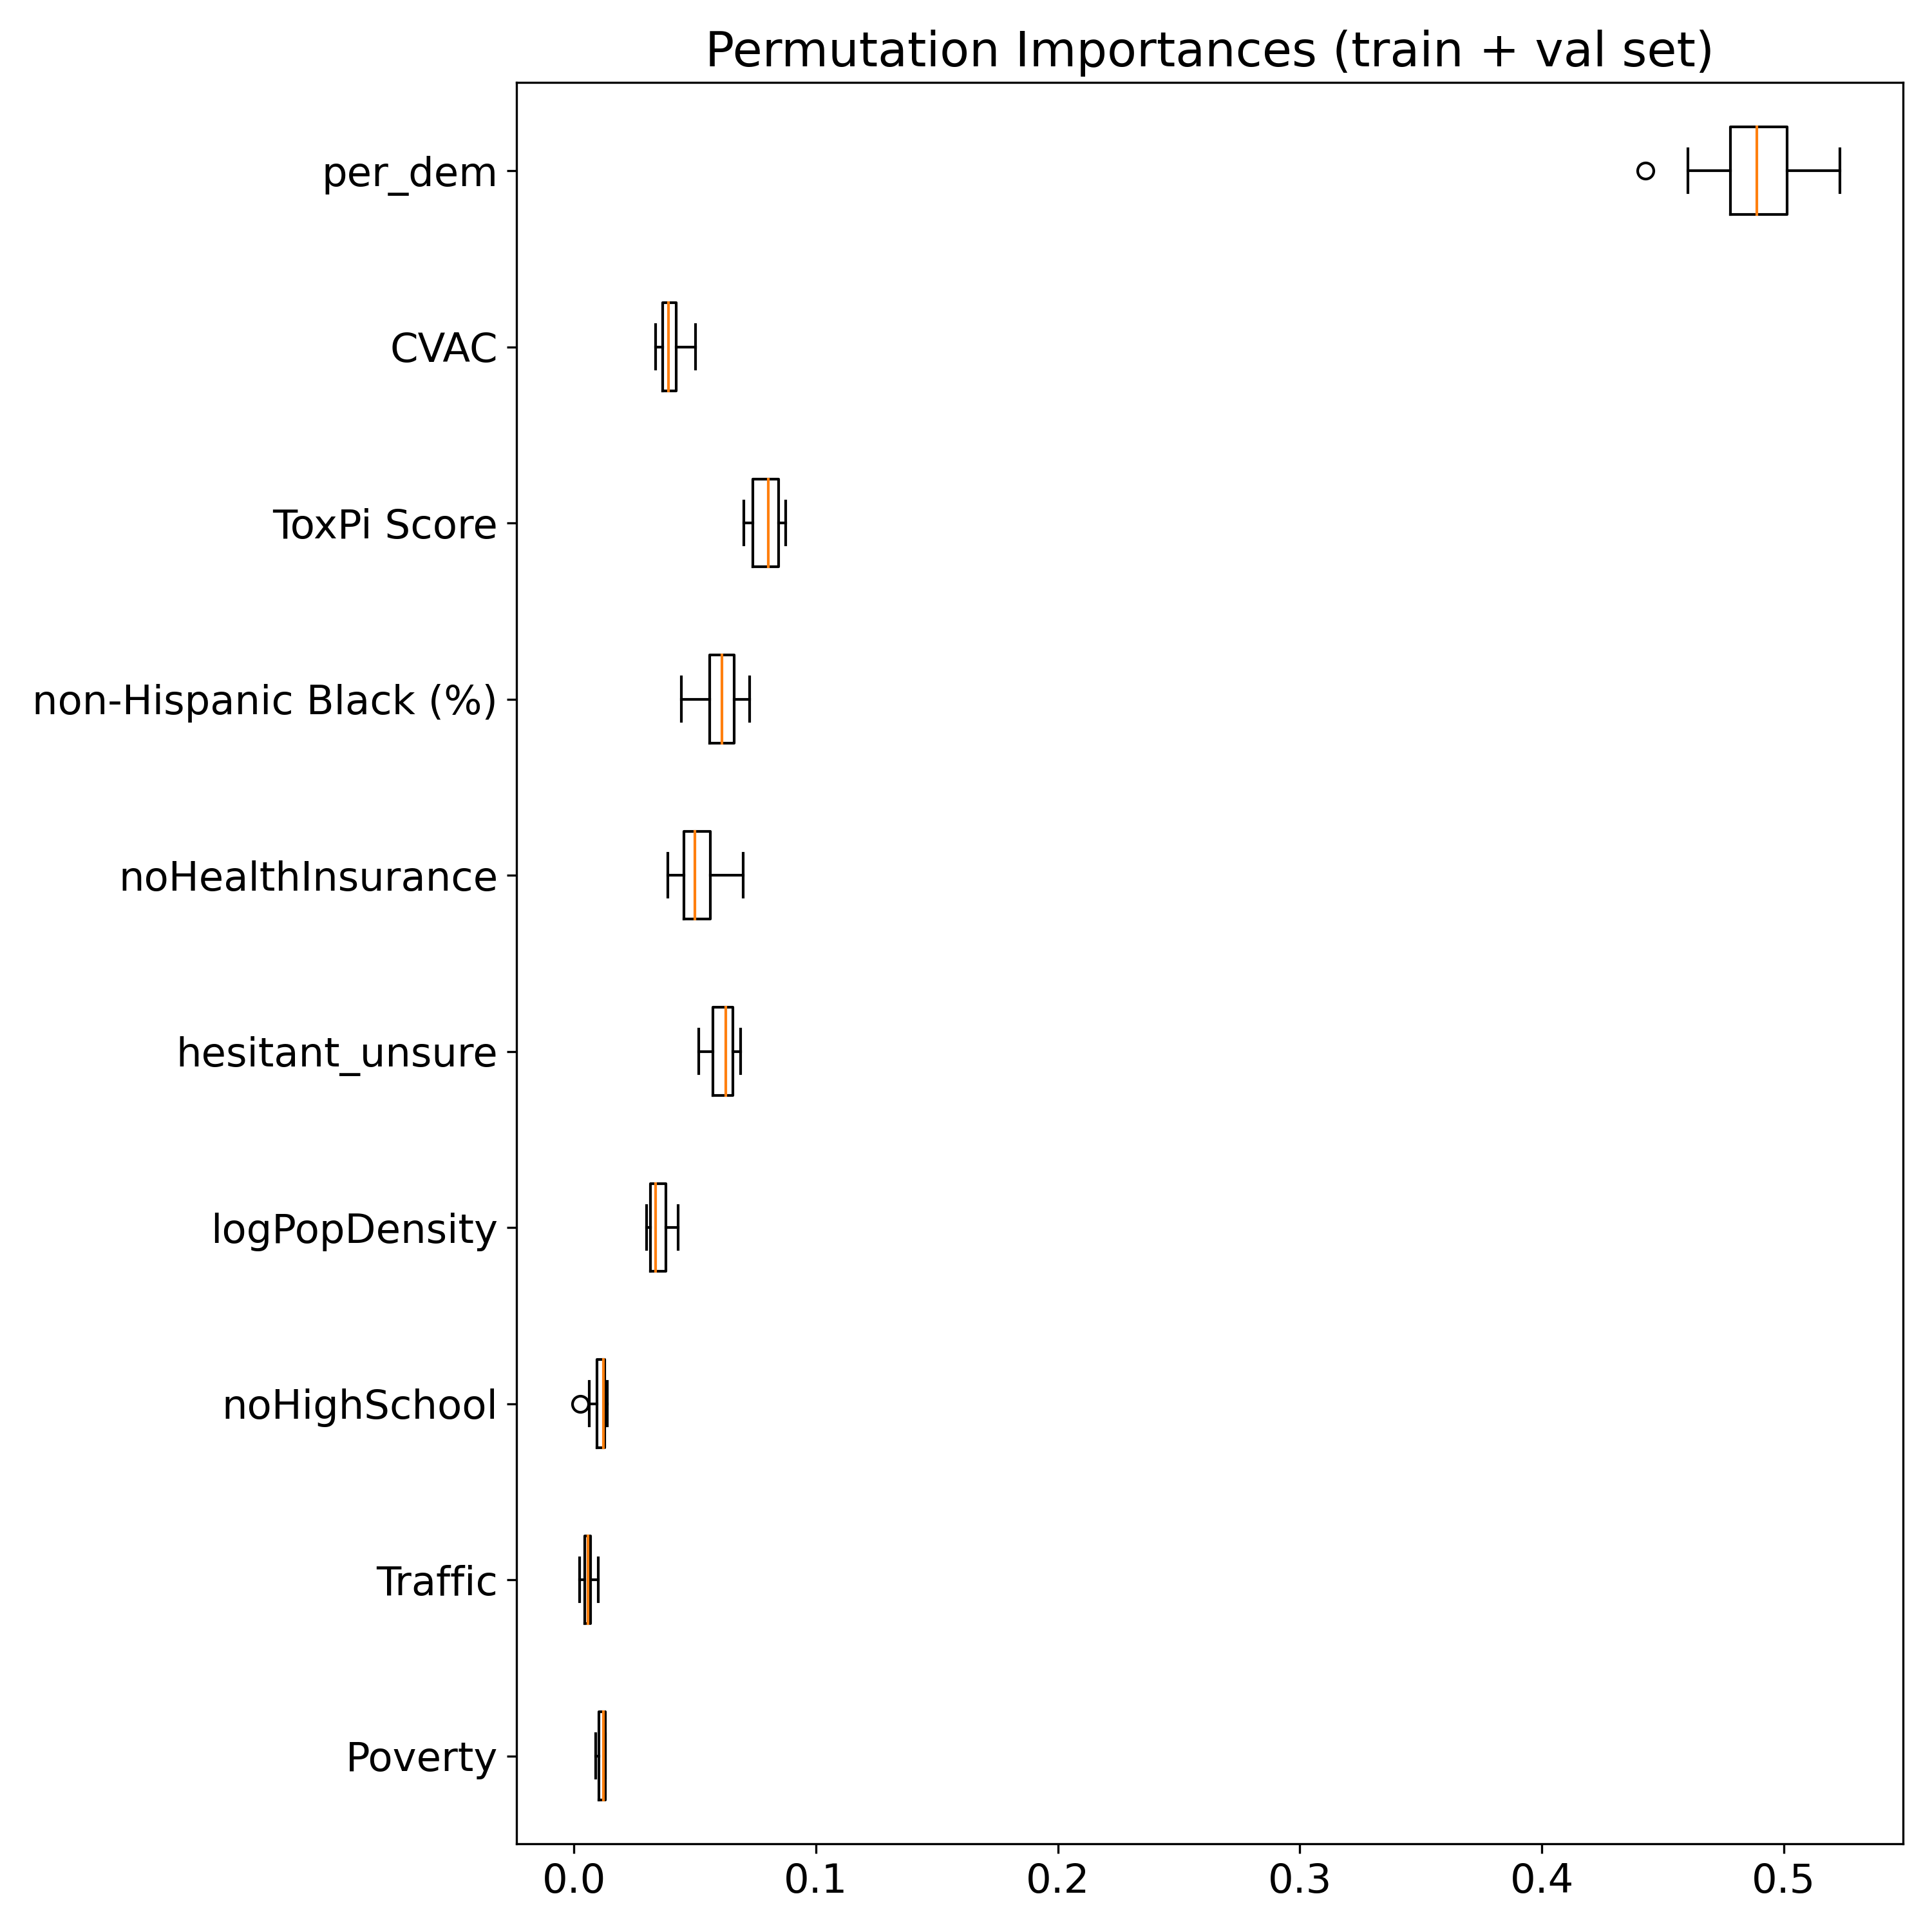 Permutation Importances (train + val set)
per_dem
CVAC
ToxPi Score
non-Hispanic Black (%)
noHealthInsurance
hesitant_unsure
logPopDensity
noHighSchool
Traffic
Poverty
0.0 0.1 0.2 0.3 0.4 0.5